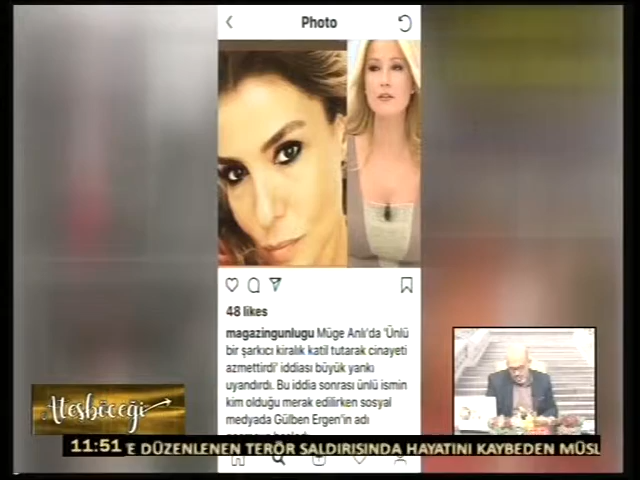 Photo
48 likes
magazingunlugu Müge Anlı'da 'Ünlü
bir şarkıcı kiralık katil tutarak cinayeti
azmettirdi' iddiası büyük yankı
uyandırdı. Bu iddia sonrası ünlü ismin
kim olduğu merak edilirken sosyal
medyada Gülben Ergen'in adı
Ateşböceği
11:51 'E DÜZENLENEN TERÖR SALDIRISINDA HAYATINI KAYBEDEN MÜSL